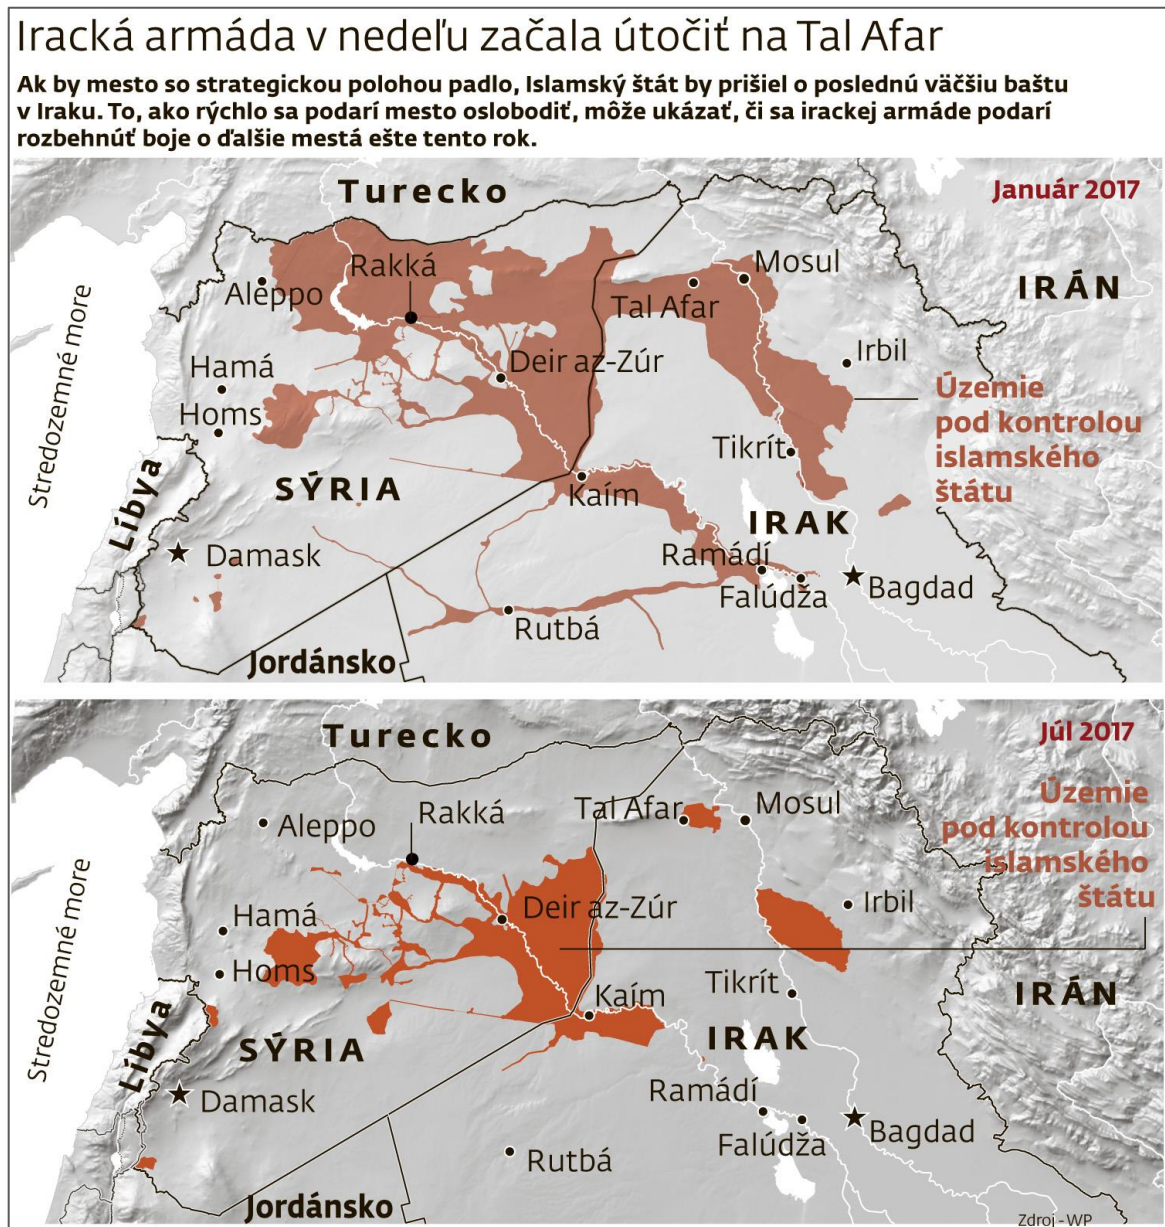 Iracká armáda v nedeľu začala útočiť na Tal Afar
Ak by mesto so strategickou polohou padlo, Islamský štát by prišiel o poslednú väčšiu baštu
v Iraku. To, ako rýchlo sa podarí mesto oslobodiť, môže ukázať, či sa irackej armáde podarí
rozbehnúť boje o ďalšie mestá ešte tento rok.
Turecko
Január 2017
Rakká
Mosul
Aleppo
Tal Afar
IRÁN
Stredozemné more
Hamá
Deir az-Zúr
Irbil
Homs
Územie
pod kontrolou
islamského
štátu
Tikrít
SÝRIA
Kaím
Líbya
IRAK
Damask
Ramádí
Falúdža
Bagdad
Rutbá
Jordánsko
Turecko
Júl 2017
Územie
pod kontrolou
islamského
štátu
Aleppo
Rakká
Tal Afar
Mosul
Stredozemné more
Hamá
Deir az-Zúr
Irbil
Homs
Tikrít
Kaím
IRÁN
Líbya
SÝRIA
IRAK
Damask
Ramádí
Falúdža
Bagdad
Rutbá
Jordánsko
Zdroj - WP